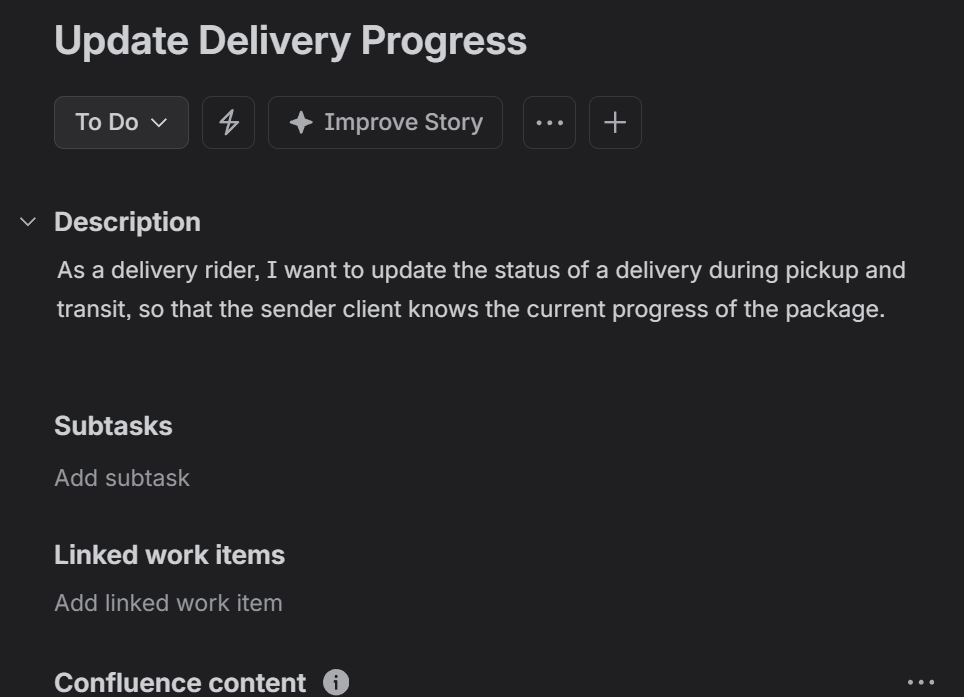 Update Delivery Progress
To Do
Improve Story
Description
As a delivery rider, I want to update the status of a delivery during pickup and
transit, so that the sender client knows the current progress of the package.
Subtasks
Add subtask
Linked work items
Add linked work item
Confluence content